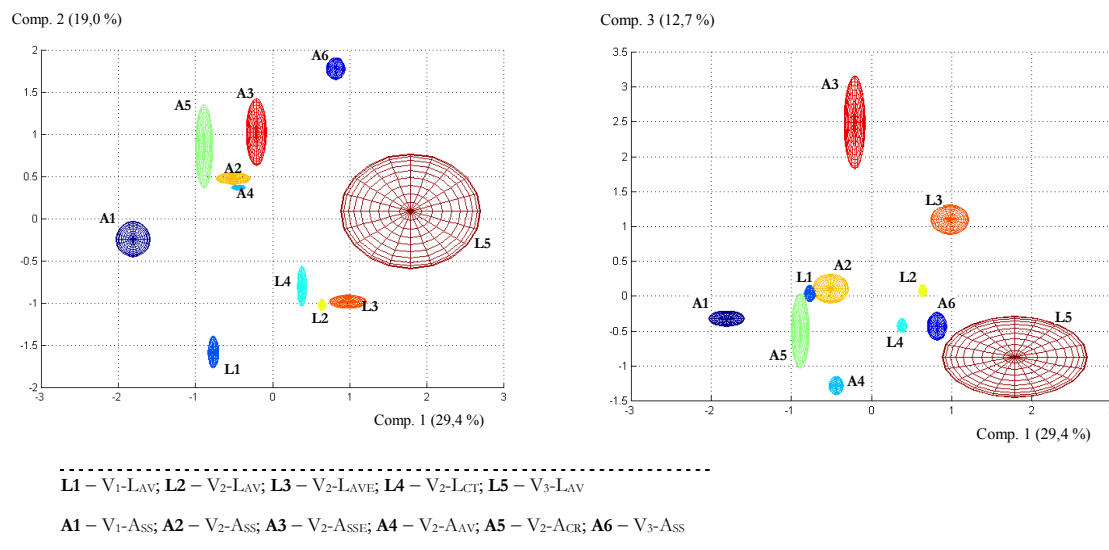 Comp. 2 (19,0 %)
2
1.5
1
0.5
0
-0.5
-1
-1.5
-2
-3
-2
-1
0
1
2
3
A6
A5
A3
A2
A4
A1
L5
L4
L2
L3
L1
Comp. 1 (29,4 %)
Comp. 3 (12,7 %)
3.5
3
2.5
2
1.5
1
0.5
0
-0.5
-1
-1.5
-3
-2
-1
0
1
2
A3
L3
L1
A2
L2
A1
A6
L5
L4
A5
A4
Comp. 1 (29,4 %)
L1 – V1-LAV; L2 – V2-LAV; L3 – V2-LAVE; L4 – V2-LCT; L5 – V3-LAV
A1 – V1-ASS; A2 – V2-ASS; A3 – V2-ASSE; A4 – V2-AAV; A5 – V2-ACR; A6 – V3-ASS